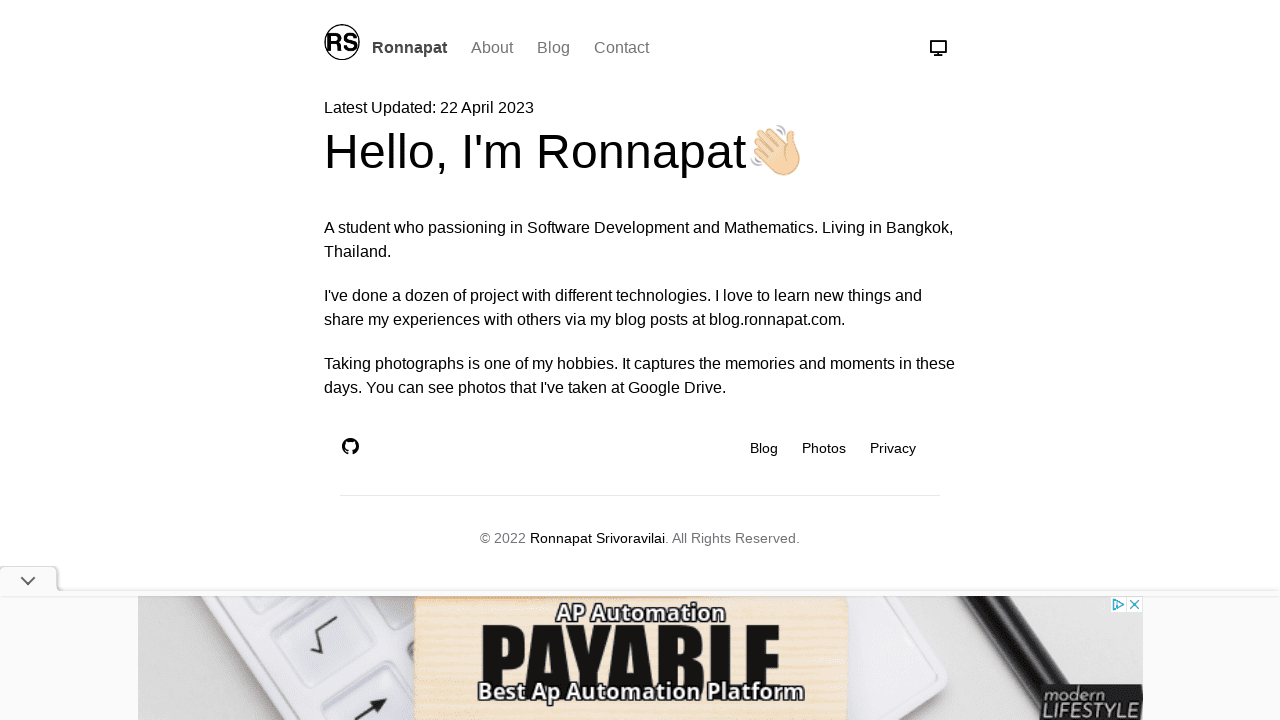 RS
Ronnapat
About
Blog
Contact
Latest Updated: 22 April 2023
Hello, I'm Ronnapat👋🏼
A student who passioning in Software Development and Mathematics. Living in Bangkok,
Thailand.
I've done a dozen of project with different technologies. I love to learn new things and
share my experiences with others via my blog posts at blog.ronnapat.com.
Taking photographs is one of my hobbies. It captures the memories and moments in these
days. You can see photos that I've taken at Google Drive.
Blog
Photos
Privacy
© 2022 Ronnapat Srivoravilai. All Rights Reserved.
AP Automation
PAYABLE
Best Ap Automation Platform
modern
LIFESTYLE